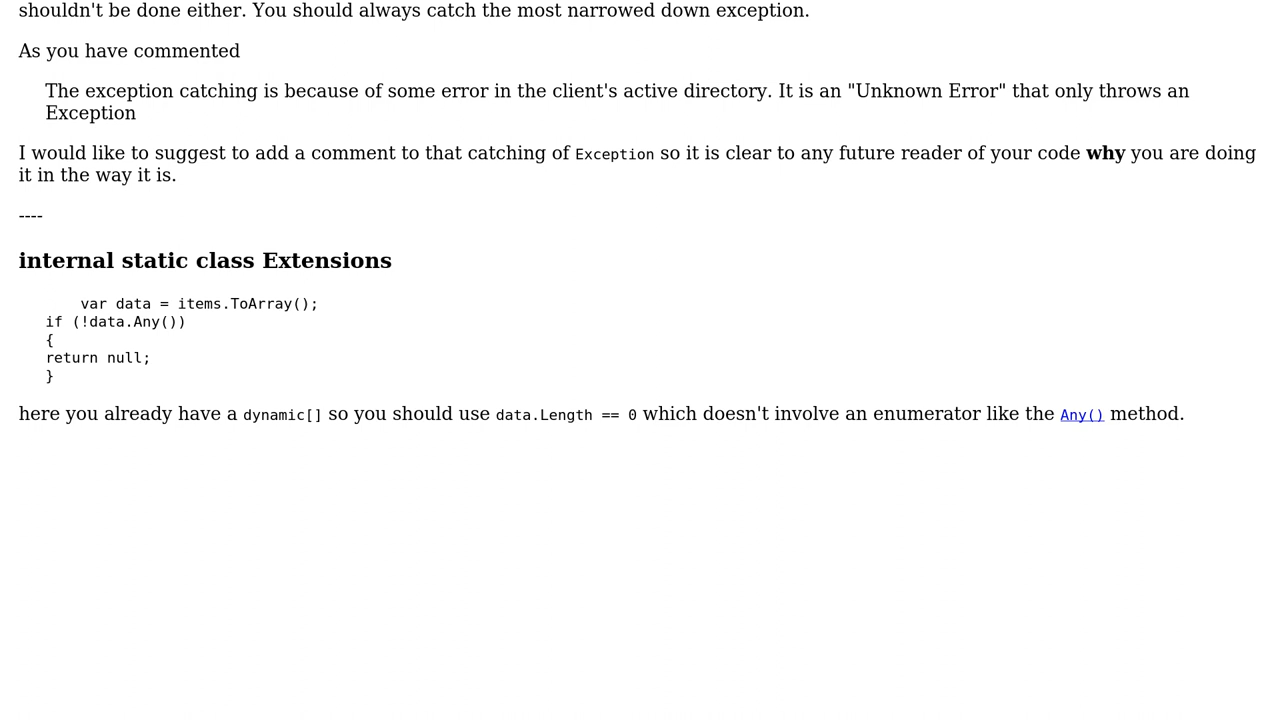 shouldn't be done either. You should always catch the most narrowed down exception.
As you have commented
The exception catching is because of some error in the client's active directory. It is an "Unknown Error" that only throws an
Exception
I would like to suggest to add a comment to that catching of Exception so it is clear to any future reader of your code why you are doing
it in the way it is.
----
internal static class Extensions
var data = items.ToArray();
if (!data.Any())
{
return null;
}
here you already have a dynamic[] so you should use data.Length == 0 which doesn't involve an enumerator like the Any() method.